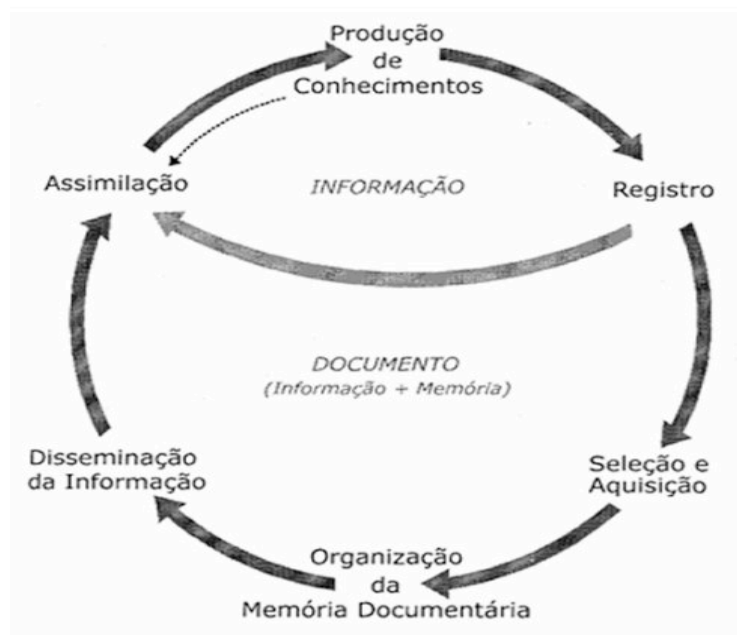 Produção
de
Conhecimentos
Assimilação
INFORMAÇÃO
Registro
DOCUMENTO
(Informação + Memória)
Disseminação
da Informação
Seleção e
Aquisição
Organização
da
Memória Documentária